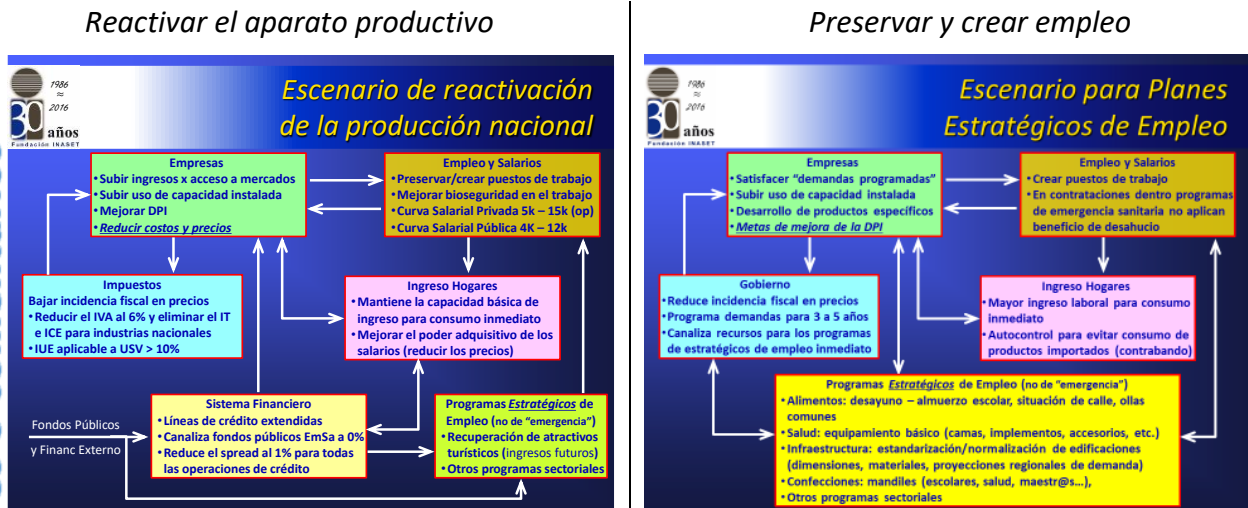 Reactivar el aparato productivo
1986
≈
2016
30 años
Fundación INASET
Escenario de reactivación
de la producción nacional
Empresas
• Subir ingresos x acceso a mercados
• Subir uso de capacidad instalada
• Mejorar DPI
• Reducir costos y precios
Empleo y Salarios
• Preservar/crear puestos de trabajo
• Mejorar bioseguridad en el trabajo
• Curva Salarial Privada 5k – 15k (op)
• Curva Salarial Pública 4K – 12k
Impuestos
Bajar incidencia fiscal en precios
• Reducir el IVA al 6% y eliminar el IT
e ICE para industrias nacionales
• IUE aplicable a USV > 10%
Ingreso Hogares
• Mantiene la capacidad básica de
ingreso para consumo inmediato
• Mejorar el poder adquisitivo de los
salarios (reducir los precios)
Fondos Públicos
y Financ Externo
Sistema Financiero
• Líneas de crédito extendidas
• Canaliza fondos públicos EmSa a 0%
• Reduce el spread al 1% para todas
las operaciones de crédito
Programas Estratégicos de
Empleo (no de “emergencia”)
• Recuperación de atractivos
turísticos (ingresos futuros)
• Otros programas sectoriales
Preservar y crear empleo
1986
≈
2016
30 años
Fundación INASET
Escenario para Planes
Estratégicos de Empleo
Empresas
• Satisfacer “demandas programadas”
• Subir uso de capacidad instalada
• Desarrollo de productos específicos
• Metas de mejora de la DPI
Empleo y Salarios
• Crear puestos de trabajo
• En contrataciones dentro programas
de emergencia sanitaria no aplican
beneficio de desahucio
Gobierno
• Reduce incidencia fiscal en precios
• Programa demandas para 3 a 5 años
• Canaliza recursos para los programas
de estratégicos de empleo inmediato
Ingreso Hogares
• Mayor ingreso laboral para consumo
inmediato
• Autocontrol para evitar consumo de
productos importados (contrabando)
Programas Estratégicos de Empleo (no de “emergencia”)
• Alimentos: desayuno – almuerzo escolar, situación de calle, ollas
comunes
• Salud: equipamiento básico (camas, implementos, accesorios, etc.)
• Infraestructura: estandarización/normalización de edificaciones
(dimensiones, materiales, proyecciones regionales de demanda)
• Confecciones: mandiles (escolares, salud, maestr@s...),
• Otros programas sectoriales